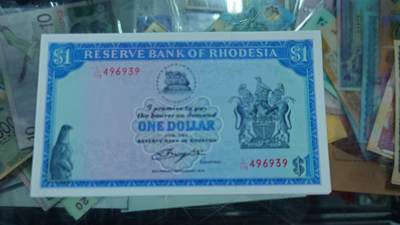 $1 RESERVE BANK OF RHODESIA $1
496939
I promise to pay
the bearer on demand
ONE DOLLAR
FOR THE
RESERVE BANK OF RHODESIA
496939
$1